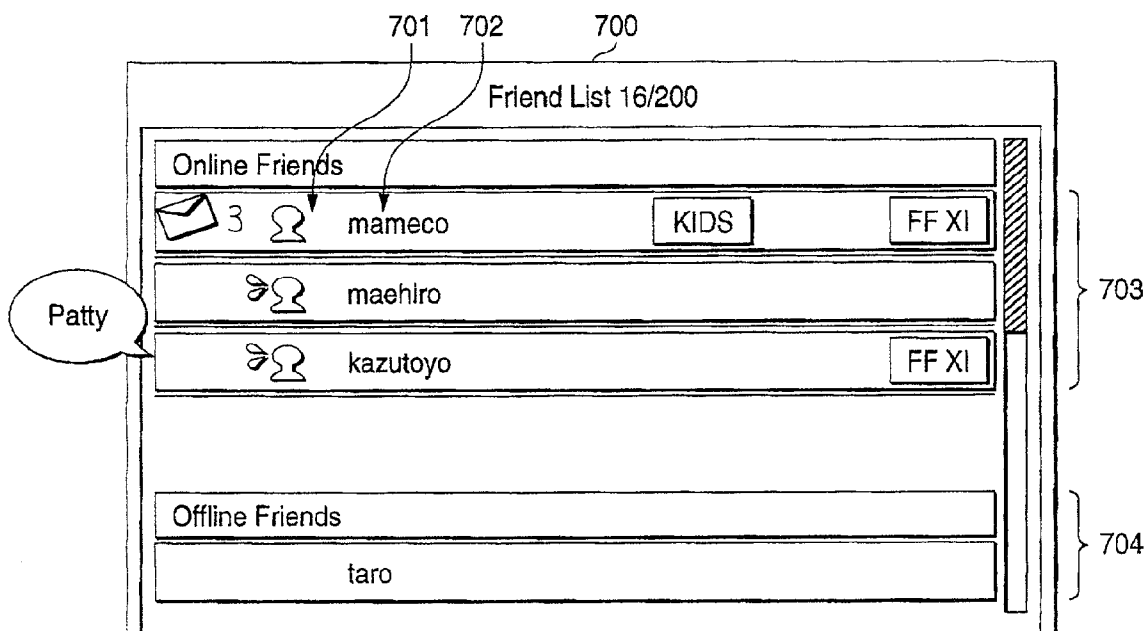 701 702 700
Friend List 16/200
Online Friends
3 mameco KIDS FF XI
maehiro
703
Patty
kazutoyo FF XI
Offline Friends
704
taro